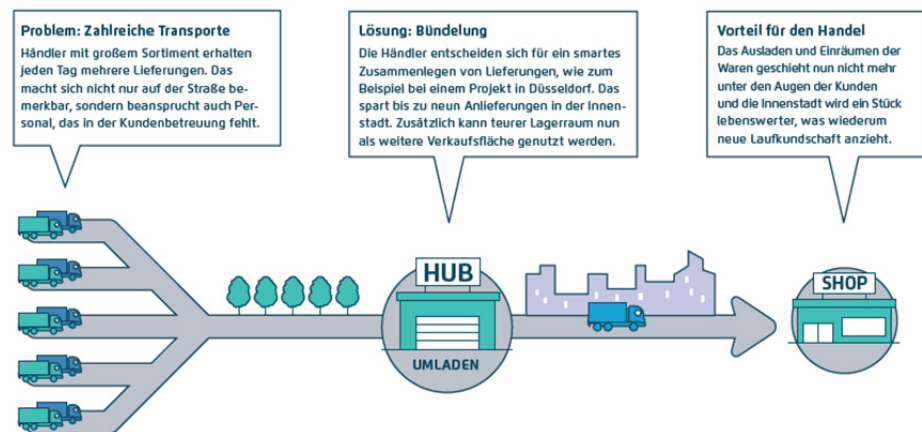 Problem: Zahlreiche Transporte
Händler mit großem Sortiment erhalten
jeden Tag mehrere Lieferungen. Das
macht sich nicht nur auf der Straße be-
merkbar, sondern beansprucht auch Per-
sonal, das in der Kundenbetreuung fehlt.
Lösung: Bündelung
Die Händler entscheiden sich für ein smartes
Zusammenlegen von Lieferungen, wie zum
Beispiel bei einem Projekt in Düsseldorf. Das
spart bis zu neun Anlieferungen in der Innen-
stadt. Zusätzlich kann teurer Lagerraum nun
als weitere Verkaufsfläche genutzt werden.
Vorteil für den Handel
Das Ausladen und Einräumen der
Waren geschieht nun nicht mehr
unter den Augen der Kunden
und die Innenstadt wird ein Stück
lebenswerter, was wiederum
neue Laufkundschaft anzieht.
HUB
UMLADEN
SHOP